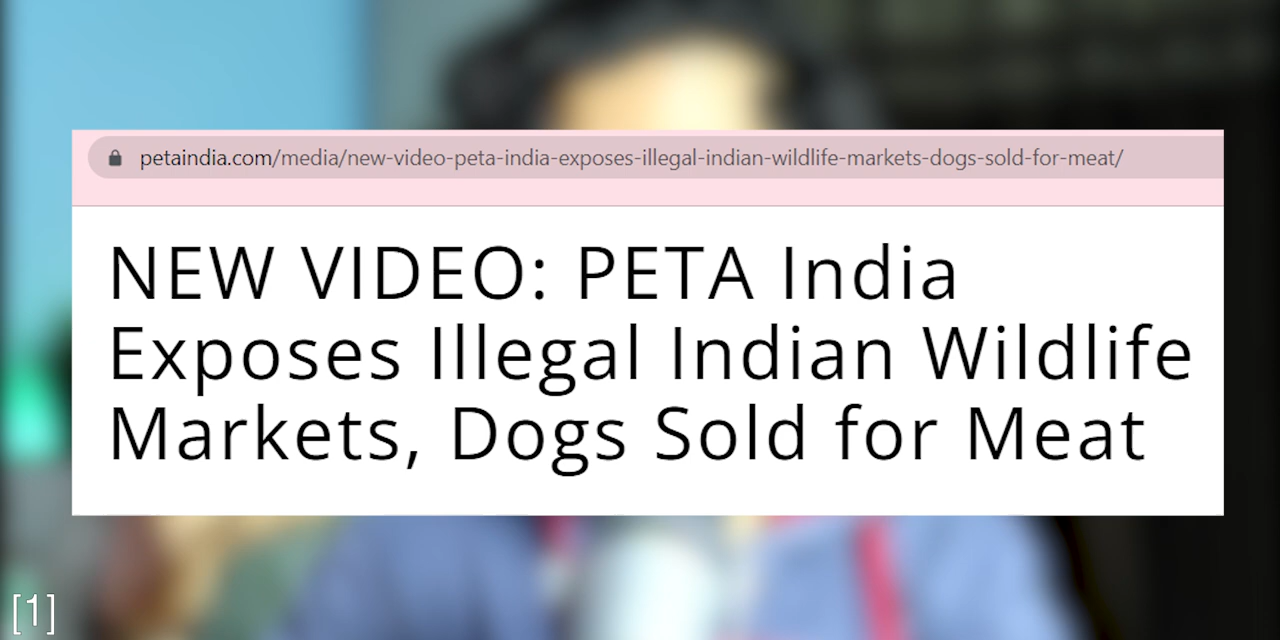 petaindia.com/media/new-video-peta-india-exposes-illegal-indian-wildlife-markets-dogs-sold-for-meat/
NEW VIDEO: PETA India
Exposes Illegal Indian Wildlife
Markets, Dogs Sold for Meat
[1]